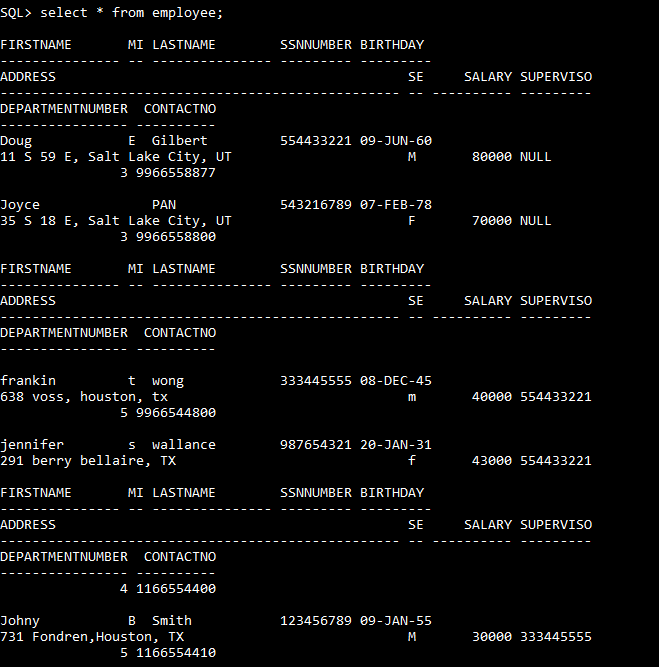 SQL> select * from employee;
FIRSTNAME       MI LASTNAME        SSNNUMBER BIRTHDAY
--------------- -- --------------- --------- ---------
ADDRESS                                            SE     SALARY SUPERVISO
-------------------------------------------------- -- ---------- ---------
DEPARTMENTNUMBER  CONTACTNO
---------------- ----------
Doug            E  Gilbert         554433221 09-JUN-60
11 S 59 E, Salt Lake City, UT                      M       80000 NULL
               3 9966558877
Joyce              PAN             543216789 07-FEB-78
35 S 18 E, Salt Lake City, UT                      F       70000 NULL
               3 9966558800
FIRSTNAME       MI LASTNAME        SSNNUMBER BIRTHDAY
--------------- -- --------------- --------- ---------
ADDRESS                                            SE     SALARY SUPERVISO
-------------------------------------------------- -- ---------- ---------
DEPARTMENTNUMBER  CONTACTNO
---------------- ----------
frankin         t  wong            333445555 08-DEC-45
638 voss, houston, tx                              m       40000 554433221
               5 9966544800
jennifer        s  wallance        987654321 20-JAN-31
291 berry bellaire, TX                             f       43000 554433221
FIRSTNAME       MI LASTNAME        SSNNUMBER BIRTHDAY
--------------- -- --------------- --------- ---------
ADDRESS                                            SE     SALARY SUPERVISO
-------------------------------------------------- -- ---------- ---------
DEPARTMENTNUMBER  CONTACTNO
---------------- ----------
               4 1166554400
Johny           B  Smith           123456789 09-JAN-55
731 Fondren,Houston, TX                            M       30000 333445555
               5 1166554410